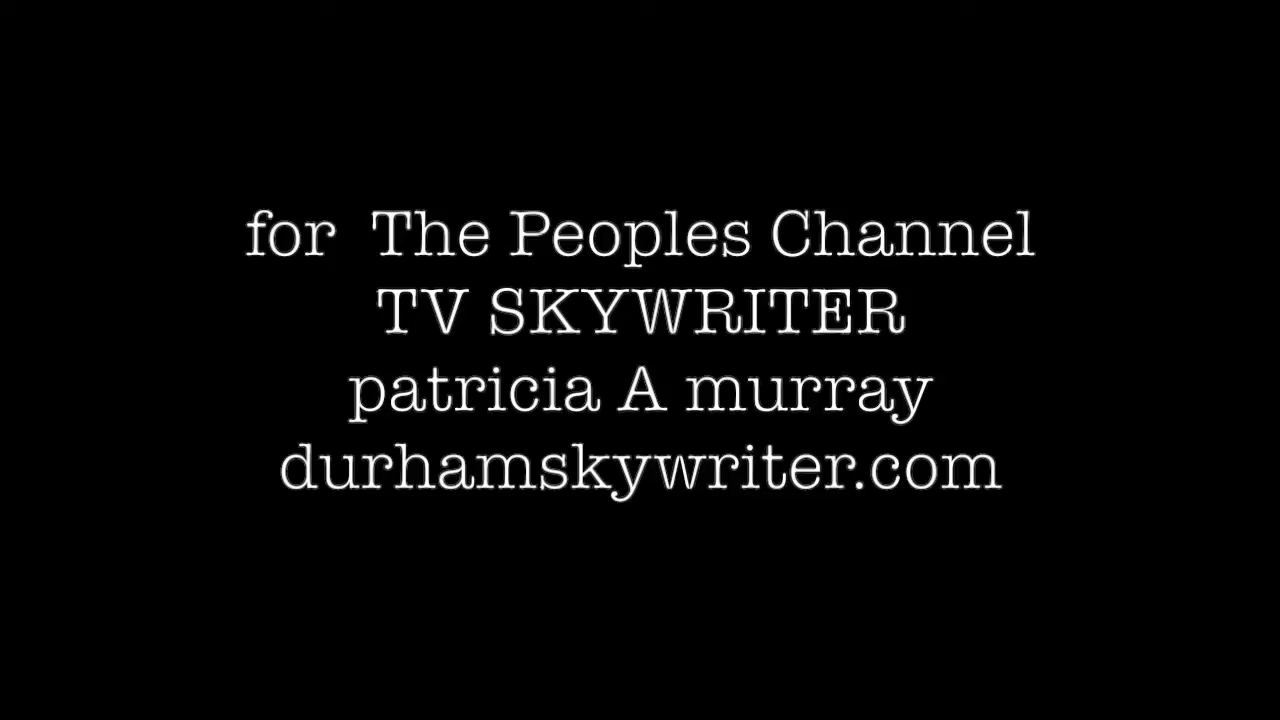 for  The Peoples Channel
TV SKYWRITER
patricia A murray
durhamskywriter.com